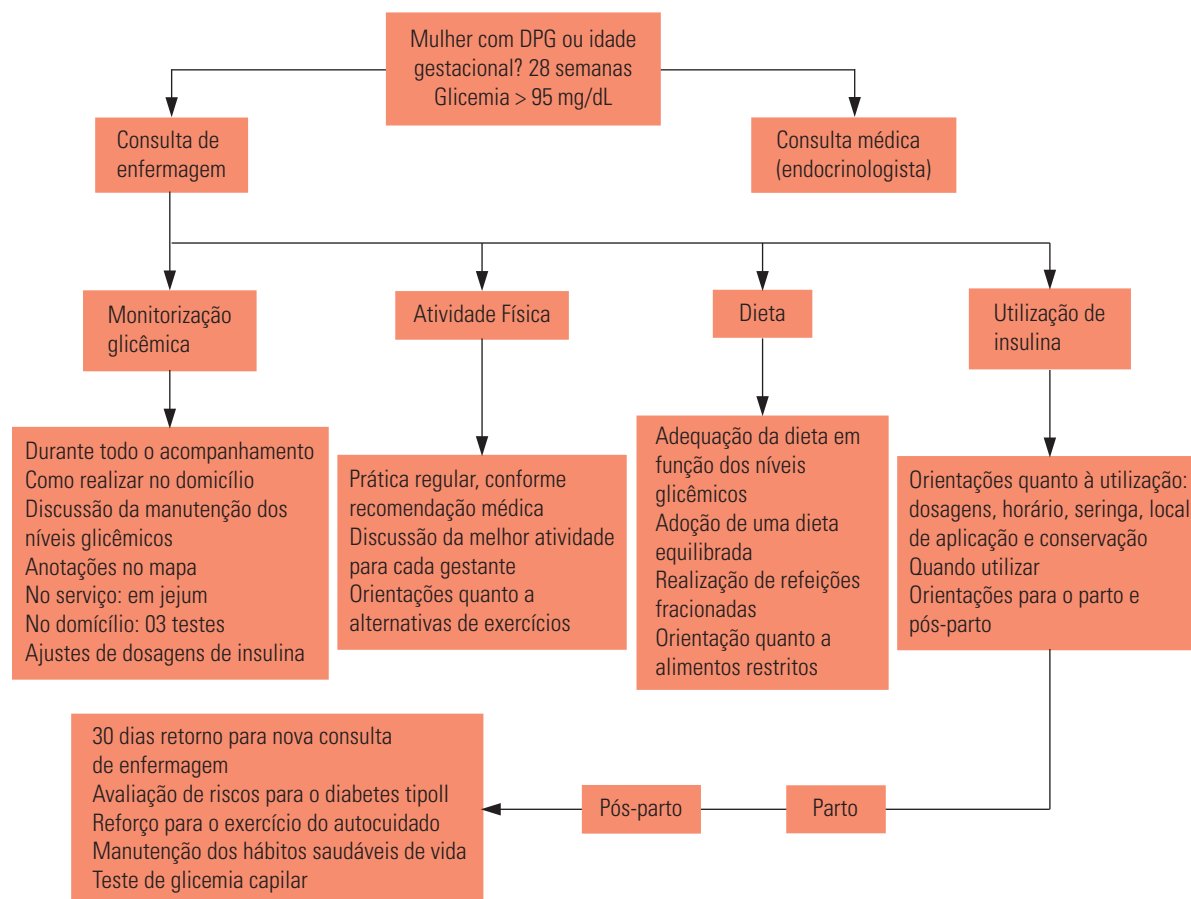 Mulher com DPG ou idade
gestacional? 28 semanas
Glicemia > 95 mg/dL
Consulta de
enfermagem
Consulta médica
(endocrinologista)
Monitorização
glicêmica
Atividade Física
Dieta
Utilização de
insulina
Durante todo o acompanhamento
Como realizar no domicílio
Discussão da manutenção dos
níveis glicêmicos
Anotações no mapa
No serviço: em jejum
No domícílio: 03 testes
Ajustes de dosagens de insulina
Prática regular, conforme
recomendação médica
Discussão da melhor atividade
para cada gestante
Orientações quanto a
alternativas de exercícios
Adequação da dieta em
função dos níveis
glicêmicos
Adoção de uma dieta
equilibrada
Realização de refeições
fracionadas
Orientação quanto a
alimentos restritos
Orientações quanto à utilização:
dosagens, horário, seringa, local
de aplicação e conservação
Quando utilizar
Orientações para o parto e
pós-parto
30 dias retorno para nova consulta
de enfermagem
Avaliação de riscos para o diabetes tipoII
Reforço para o exercício do autocuidado
Manutenção dos hábitos saudáveis de vida
Teste de glicemia capilar
Pós-parto
Parto